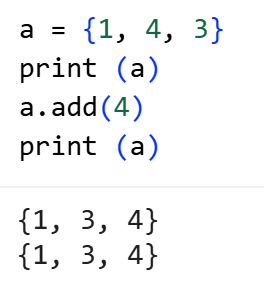 a = {1, 4, 3}
print (a)
a.add(4)
print (a)
{1, 3, 4}
{1, 3, 4}